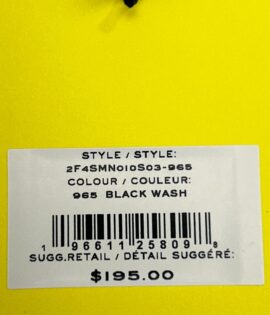 STYLE / STYLE:
2F4SMN010S03-965
COLOUR / COULEUR:
965 BLACK WASH
1 96611 25809 8
SUGG.RETAIL / DÉTAIL SUGGÉRÉ:
$195.00